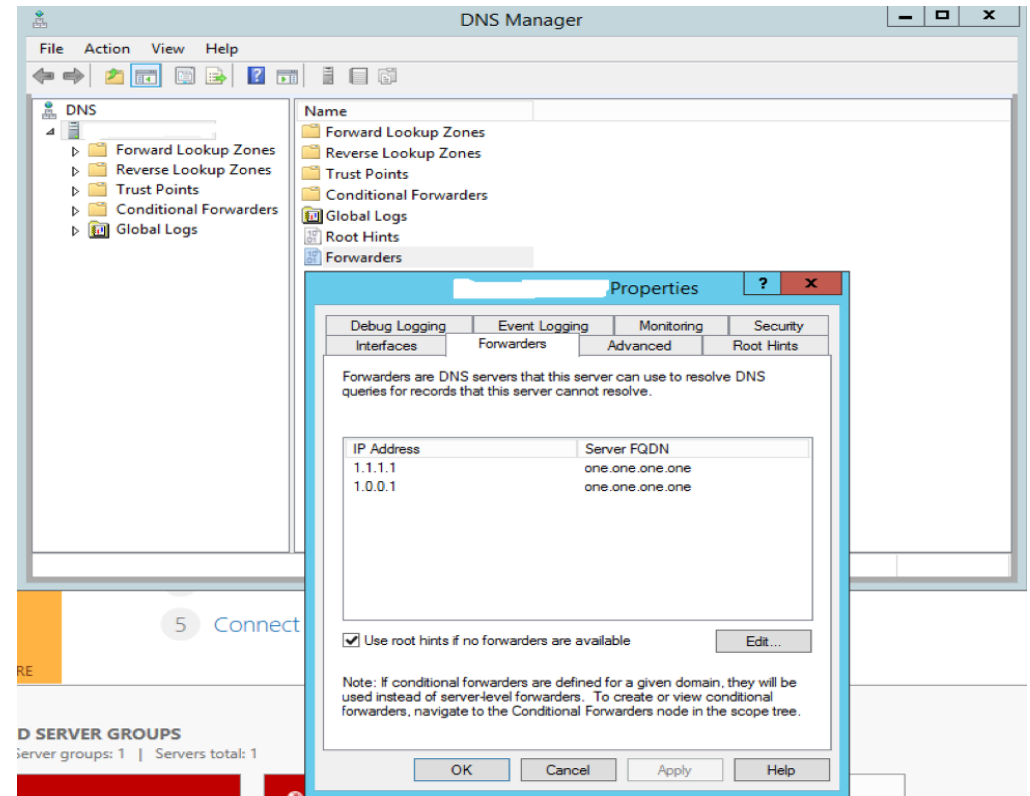 DNS Manager
File Action View Help
DNS
Forward Lookup Zones
Reverse Lookup Zones
Trust Points
Conditional Forwarders
Global Logs
Name
Forward Lookup Zones
Reverse Lookup Zones
Trust Points
Conditional Forwarders
Global Logs
Root Hints
Forwarders
Properties
Debug Logging Event Logging Monitoring Security
Interfaces Forwarders Advanced Root Hints
Forwarders are DNS servers that this server can use to resolve DNS
queries for records that this server cannot resolve.
IP Address Server FQDN
1.1.1.1 one.one.one.one
1.0.0.1 one.one.one.one
Use root hints if no forwarders are available Edit...
Note: If conditional forwarders are defined for a given domain, they will be
used instead of server-level forwarders. To create or view conditional
forwarders, navigate to the Conditional Forwarders node in the scope tree.
OK Cancel Apply Help
5 Connect
RE
D SERVER GROUPS
Server groups: 1 | Servers total: 1